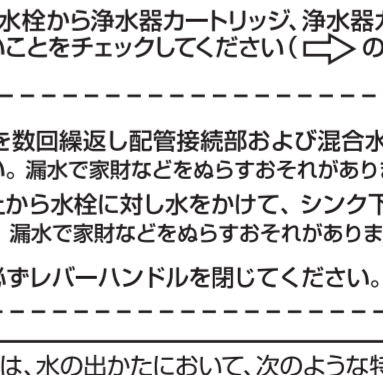 水栓から浄水器カートリッジ、浄水器
いことをチェックしてください(⇨の
を数回繰返し配管接続部および混合水
い。漏水で家財などをぬらすおそれがあり
から水栓に対し水をかけて、シンク下
漏水で家財などをぬらすおそれがありま
必ずレバーハンドルを閉じてください。
は、水の出かたにおいて、次のような特